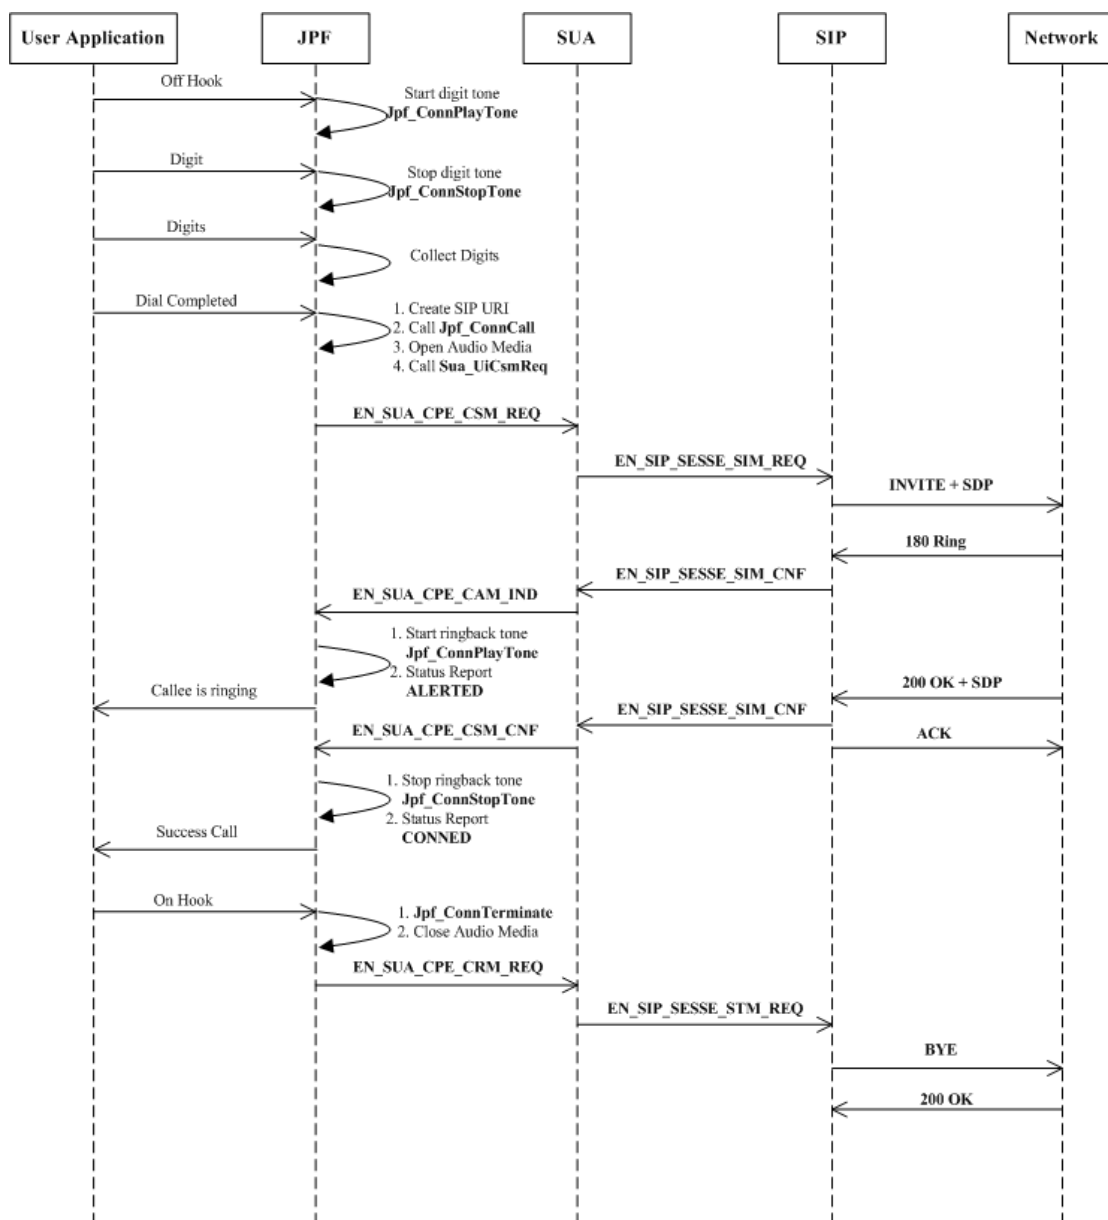 User Application
JPF
SUA
SIP
Network
Off Hook
Start digit tone
Jpf_ConnPlayTone
Digit
Stop digit tone
Jpf_ConnStopTone
Digits
Collect Digits
Dial Completed
1. Create SIP URI
2. Call Jpf_ConnCall
3. Open Audio Media
4. Call Sua_UiCsmReq
EN_SUA_CPE_CSM_REQ
EN_SIP_SESSE_SIM_REQ
INVITE + SDP
180 Ring
EN_SIP_SESSE_SIM_CNF
EN_SUA_CPE_CAM_IND
1. Start ringback tone
Jpf_ConnPlayTone
2. Status Report
ALERTED
Callee is ringing
200 OK + SDP
EN_SIP_SESSE_SIM_CNF
EN_SUA_CPE_CSM_CNF
ACK
1. Stop ringback tone
Jpf_ConnStopTone
2. Status Report
CONNED
Success Call
On Hook
1. Jpf_ConnTerminate
2. Close Audio Media
EN_SUA_CPE_CRM_REQ
EN_SIP_SESSE_STM_REQ
BYE
200 OK